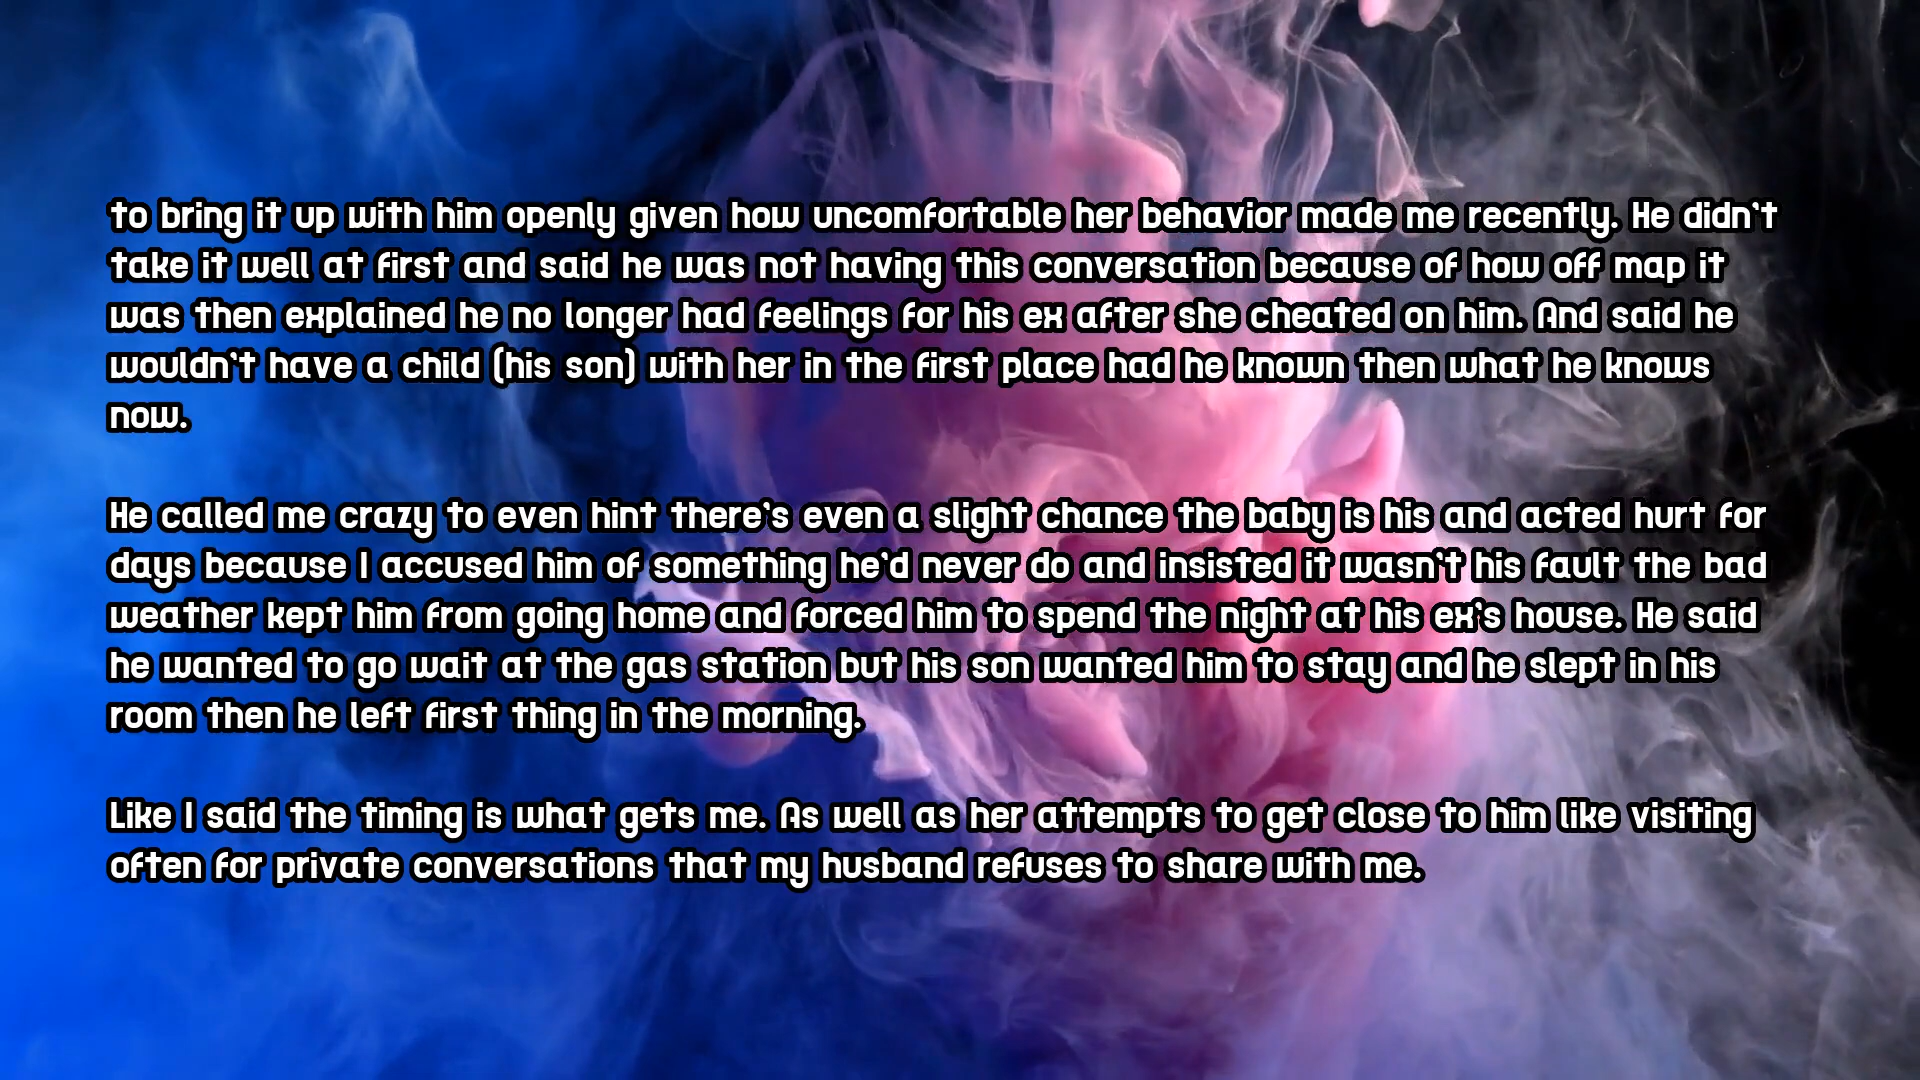 to bring it up with him openly given how uncomfortable her behavior made me recently. He didn't
take it well at first and said he was not having this conversation because of how off map it
was then explained he no longer had feelings for his ex after she cheated on him. And said he
wouldn't have a child (his son) with her in the first place had he known then what he knows
now.
He called me crazy to even hint there's even a slight chance the baby is his and acted hurt for
days because I accused him of something he'd never do and insisted it wasn't his fault the bad
weather kept him from going home and forced him to spend the night at his ex's house. He said
he wanted to go wait at the gas station but his son wanted him to stay and he slept in his
room then he left first thing in the morning.
Like I said the timing is what gets me. As well as her attempts to get close to him like visiting
often for private conversations that my husband refuses to share with me.